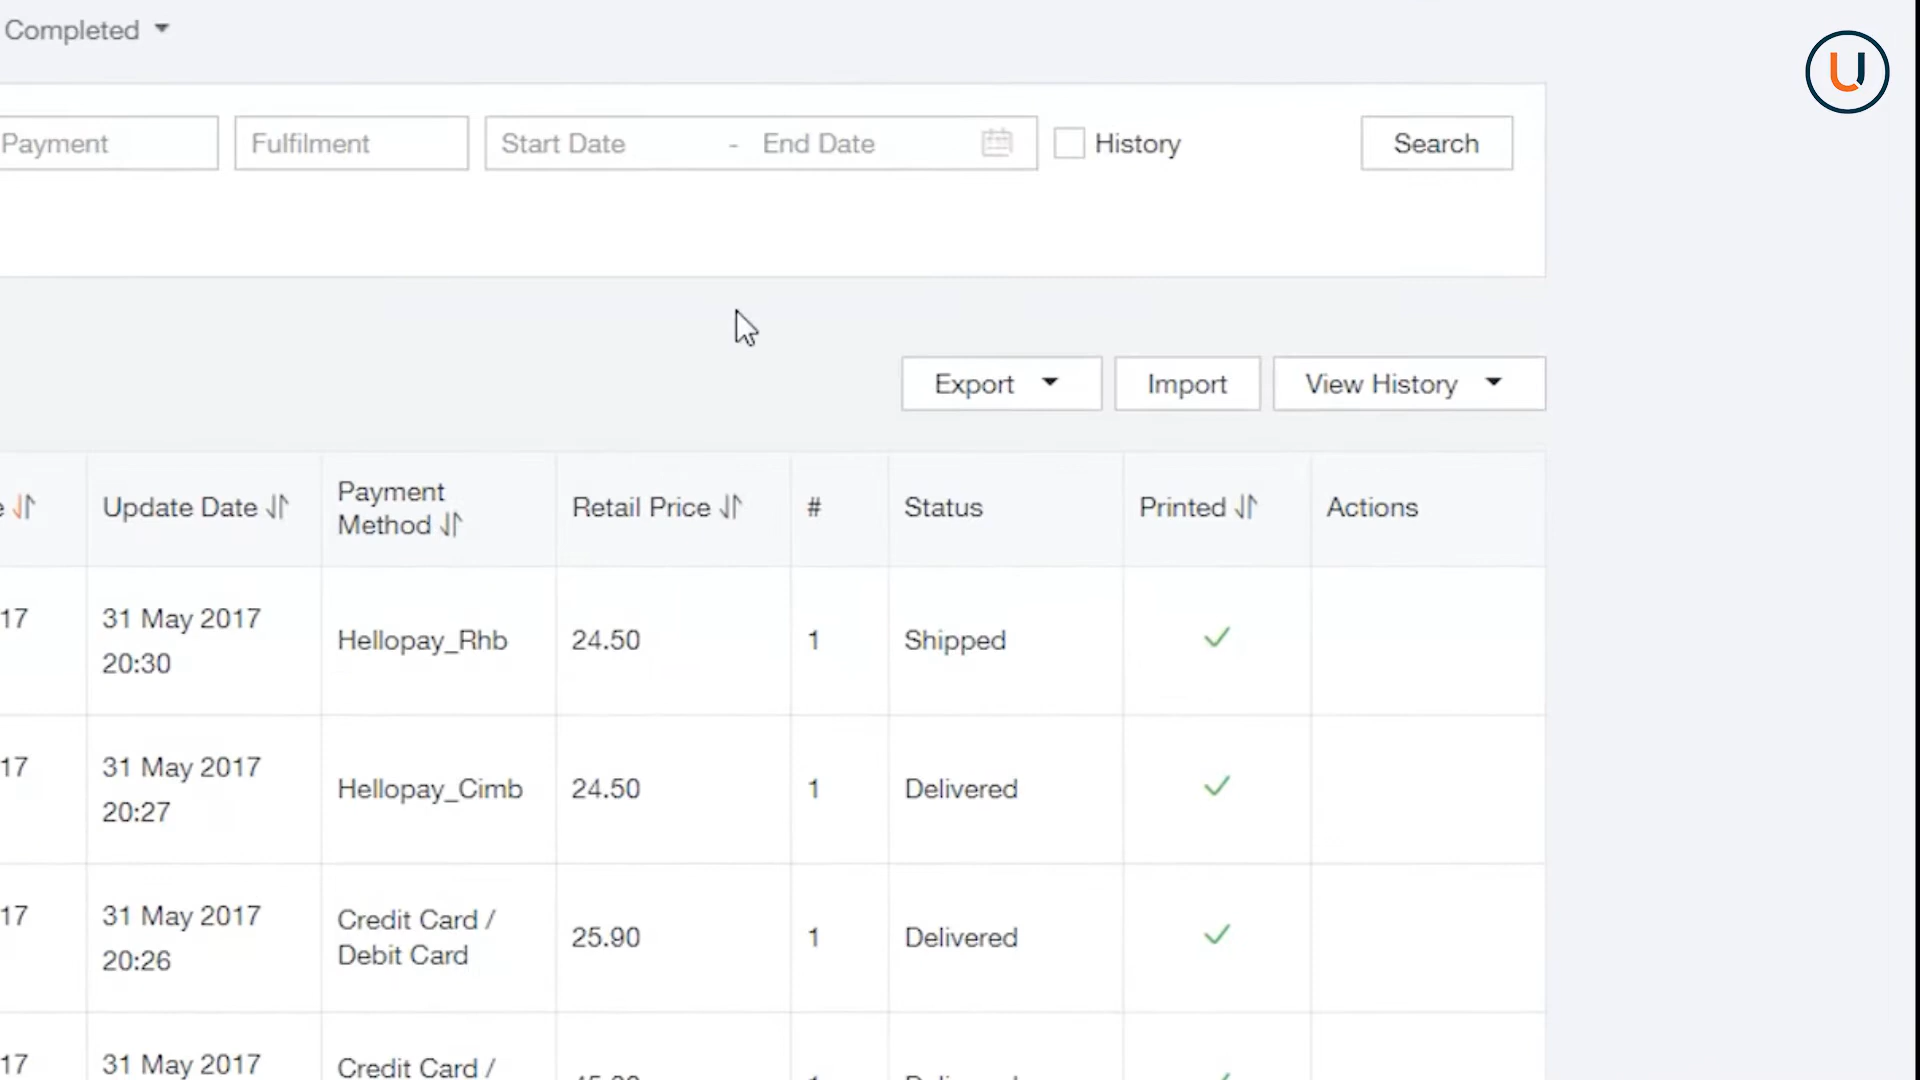 Completed
Payment Fulfilment Start Date - End Date History Search
Export Import View History
Update Date Payment Method Retail Price # Status Printed Actions
17 31 May 2017 20:30 Hellopay_Rhb 24.50 1 Shipped
17 31 May 2017 20:27 Hellopay_Cimb 24.50 1 Delivered
17 31 May 2017 20:26 Credit Card / Debit Card 25.90 1 Delivered
17 31 May 2017 Credit Card /